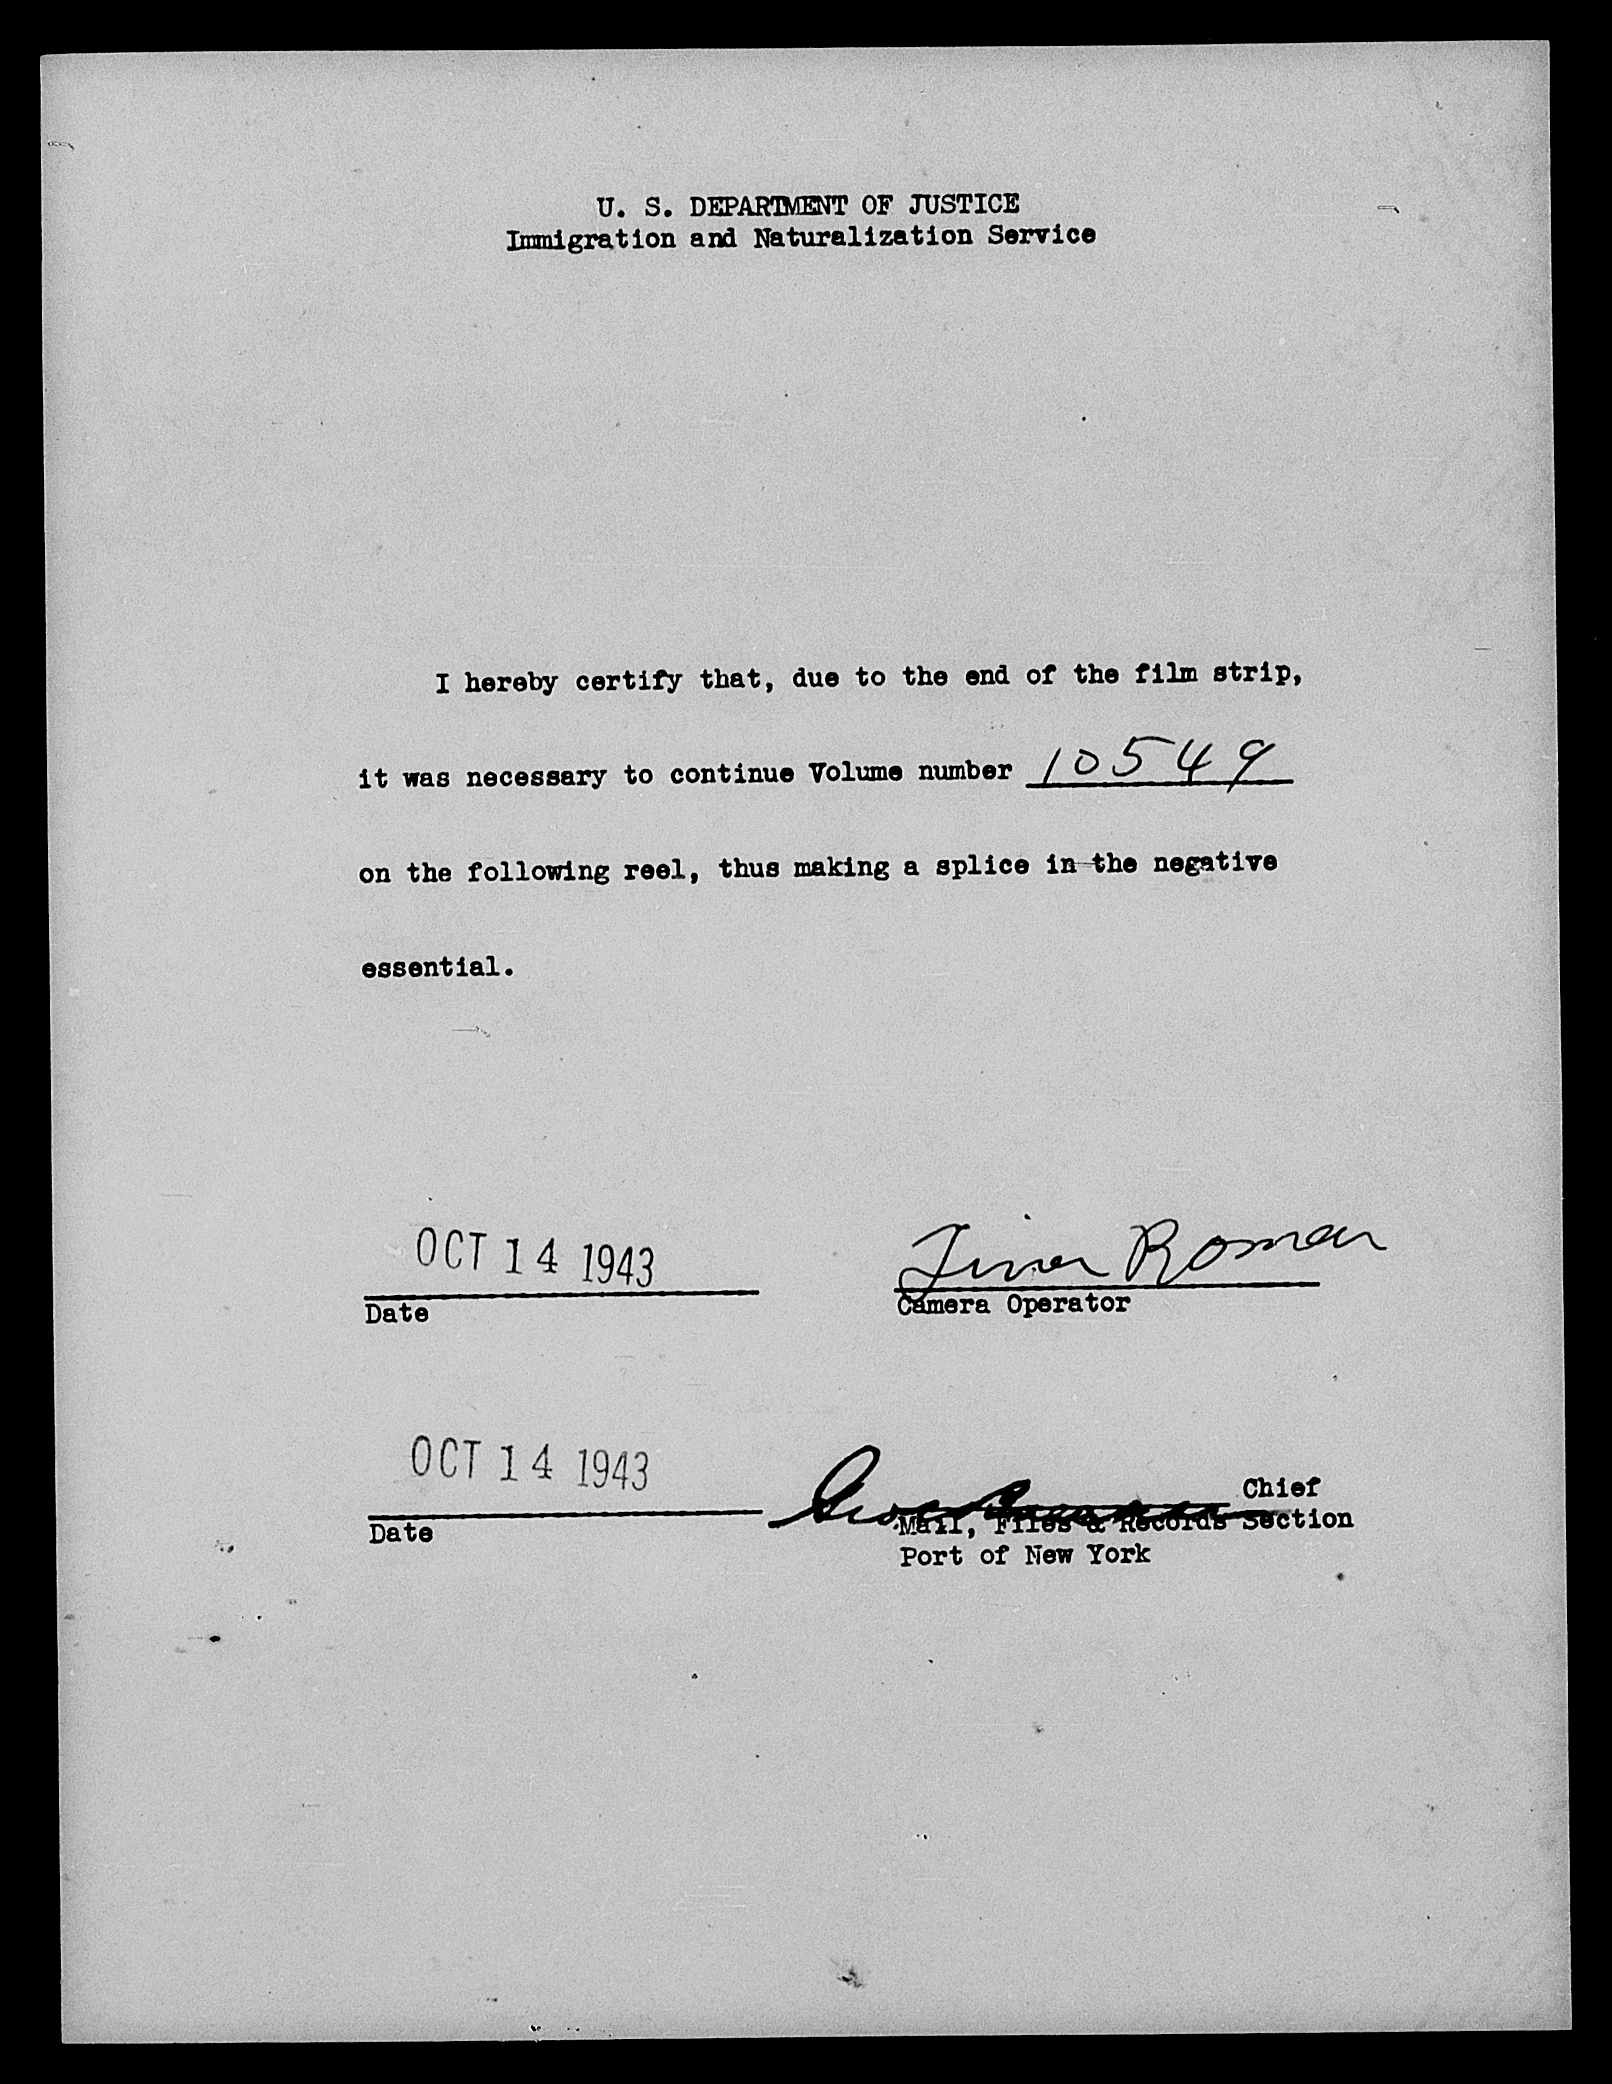 U. S. DEPARTMENT OF JUSTICE
Immigration and Naturalization Service
I hereby certify that, due to the end of the film strip,
it was necessary to continue Volume number 10549
on the following reel, thus making a splice in the negative
essential.
OCT 14 1943 Roman
Date Camera Operator
OCT 14 1943 Chief
Date Mail, Files & Records Section
Port of New York